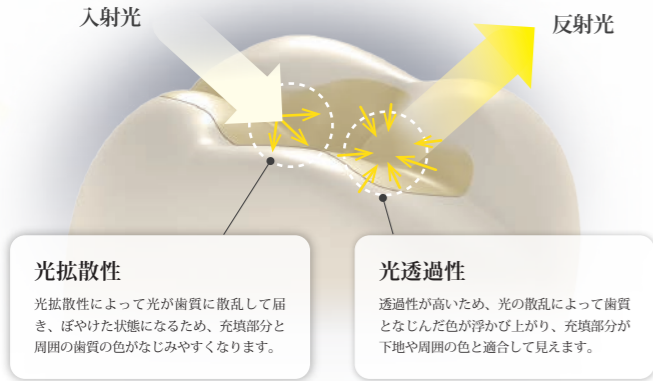 入射光
反射光
光拡散性
光拡散性によって光が歯質に散乱して届
き、ぼやけた状態になるため、充填部分と
周囲の歯質の色がなじみやすくなります。
光透過性
透過性が高いため、光の散乱によって歯質
となじんだ色が浮かび上がり、充填部分が
下地や周囲の色と適合して見えます。